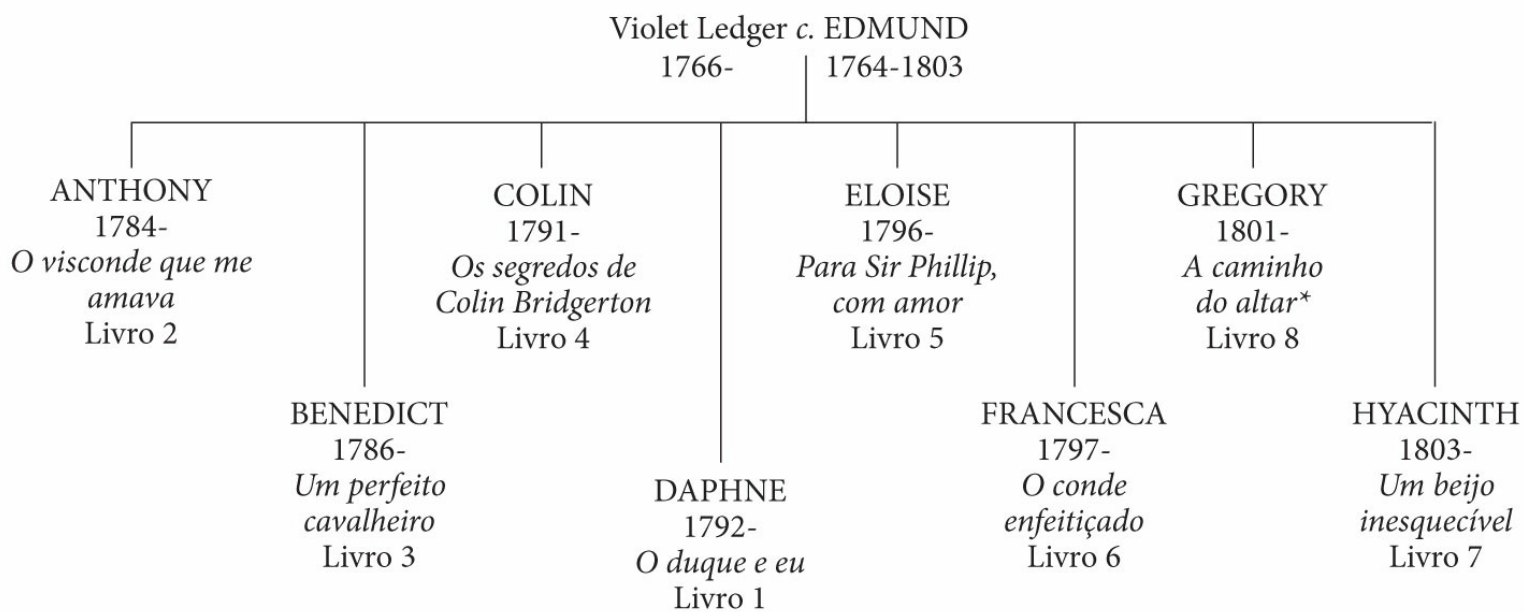 Violet Ledger c. EDMUND
1766- 1764-1803
ANTHONY
1784-
O visconde que me
amava
Livro 2
BENEDICT
1786-
Um perfeito
cavalheiro
Livro 3
COLIN
1791-
Os segredos de
Colin Bridgerton
Livro 4
DAPHNE
1792-
O duque e eu
Livro 1
ELOISE
1796-
Para Sir Phillip,
com amor
Livro 5
FRANCESCA
1797-
O conde
enfeitiçado
Livro 6
GREGORY
1801-
A caminho
do altar*
Livro 8
HYACINTH
1803-
Um beijo
inesquecível
Livro 7